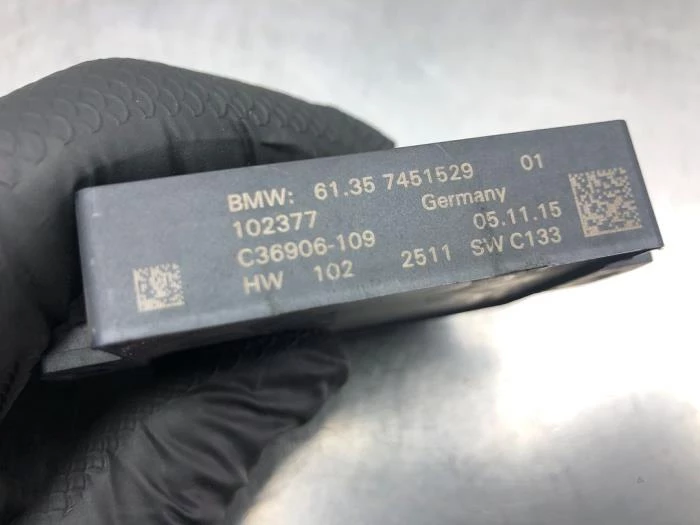 BMW: 61.35 7451529 01
102377 Germany
C36906-109 05.11.15
HW 102 2511 SW C133